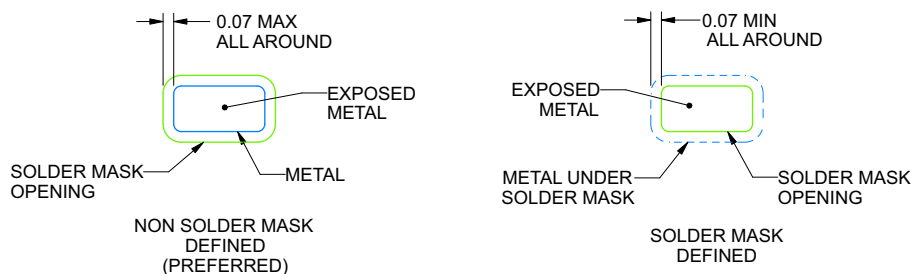 0.07 MAX
ALL AROUND
EXPOSED
METAL
SOLDER MASK
OPENING
METAL
NON SOLDER MASK
DEFINED
(PREFERRED)
0.07 MIN
ALL AROUND
EXPOSED
METAL
METAL UNDER
SOLDER MASK
SOLDER MASK
OPENING
SOLDER MASK
DEFINED